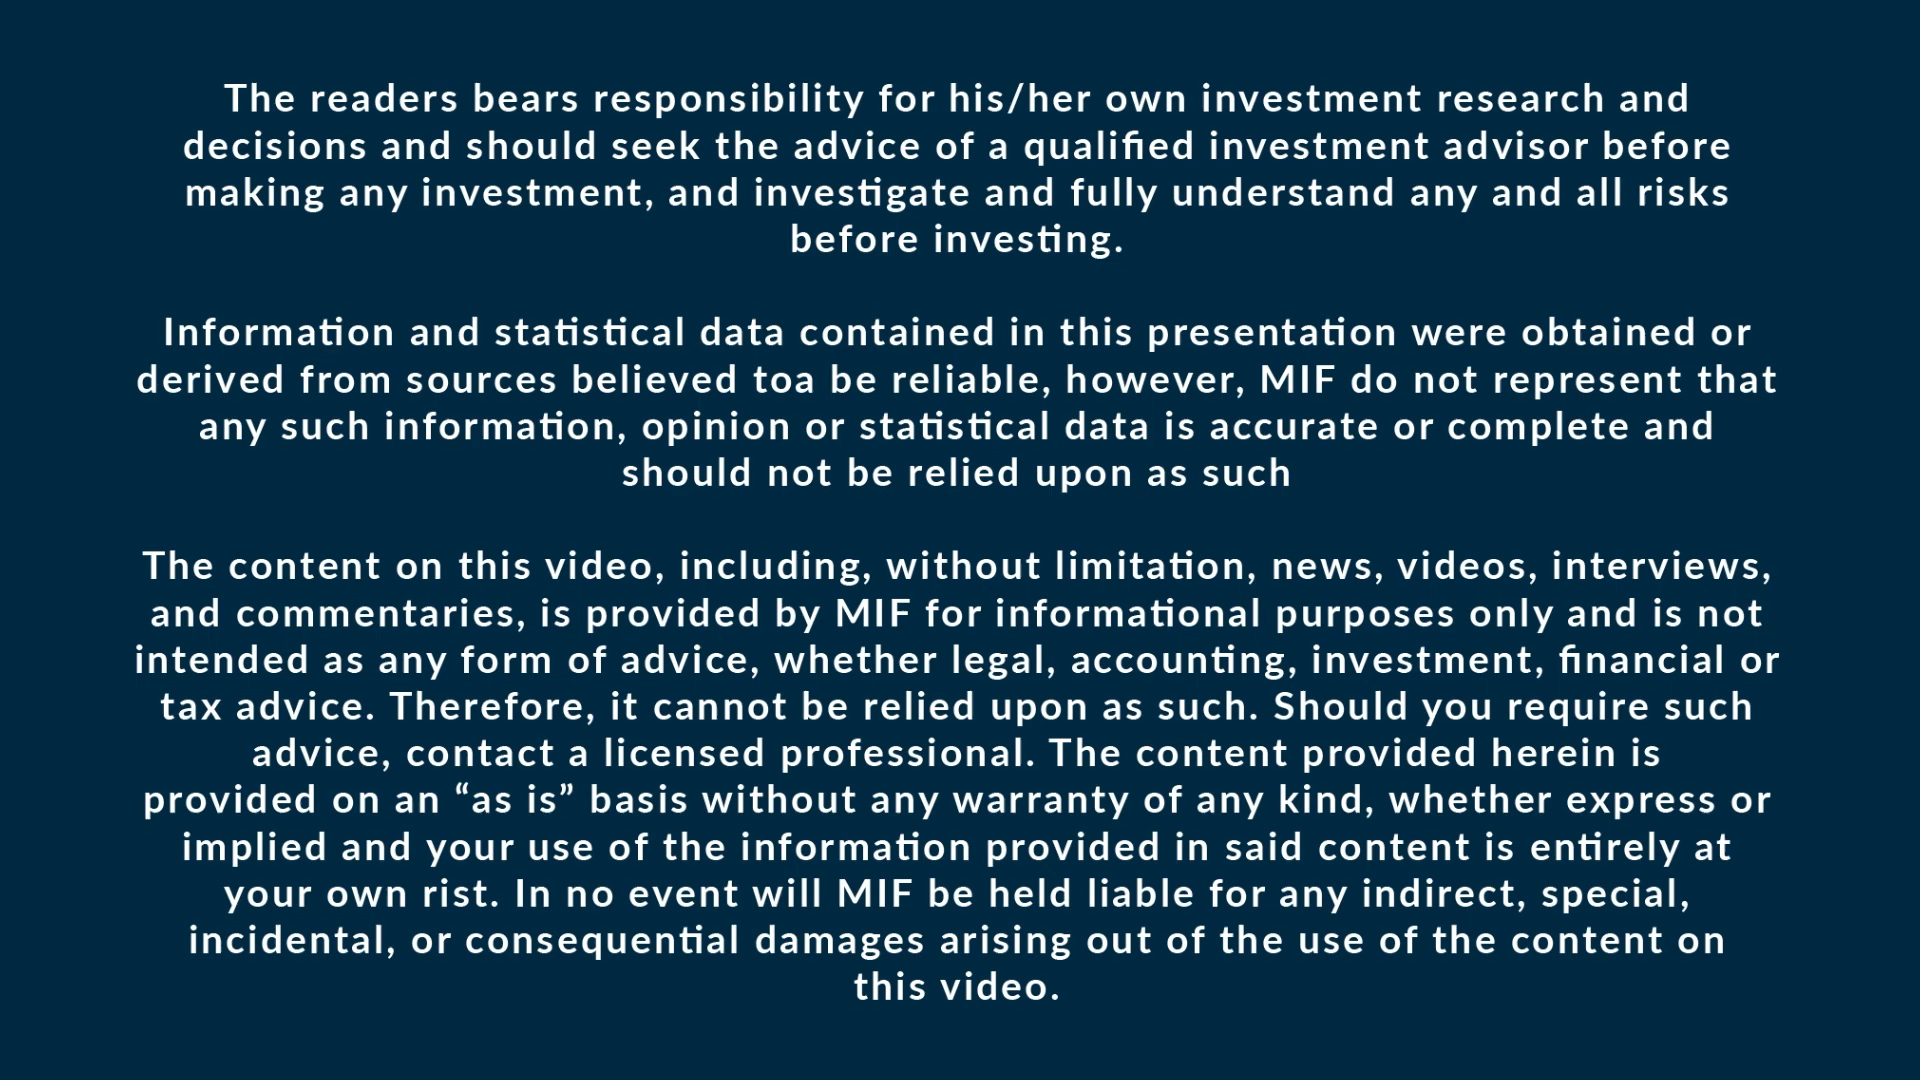 The readers bears responsibility for his/her own investment research and
decisions and should seek the advice of a qualified investment advisor before
making any investment, and investigate and fully understand any and all risks
before investing.
Information and statistical data contained in this presentation were obtained or
derived from sources believed toa be reliable, however, MIF do not represent that
any such information, opinion or statistical data is accurate or complete and
should not be relied upon as such
The content on this video, including, without limitation, news, videos, interviews,
and commentaries, is provided by MIF for informational purposes only and is not
intended as any form of advice, whether legal, accounting, investment, financial or
tax advice. Therefore, it cannot be relied upon as such. Should you require such
advice, contact a licensed professional. The content provided herein is
provided on an “as is” basis without any warranty of any kind, whether express or
implied and your use of the information provided in said content is entirely at
your own rist. In no event will MIF be held liable for any indirect, special,
incidental, or consequential damages arising out of the use of the content on
this video.